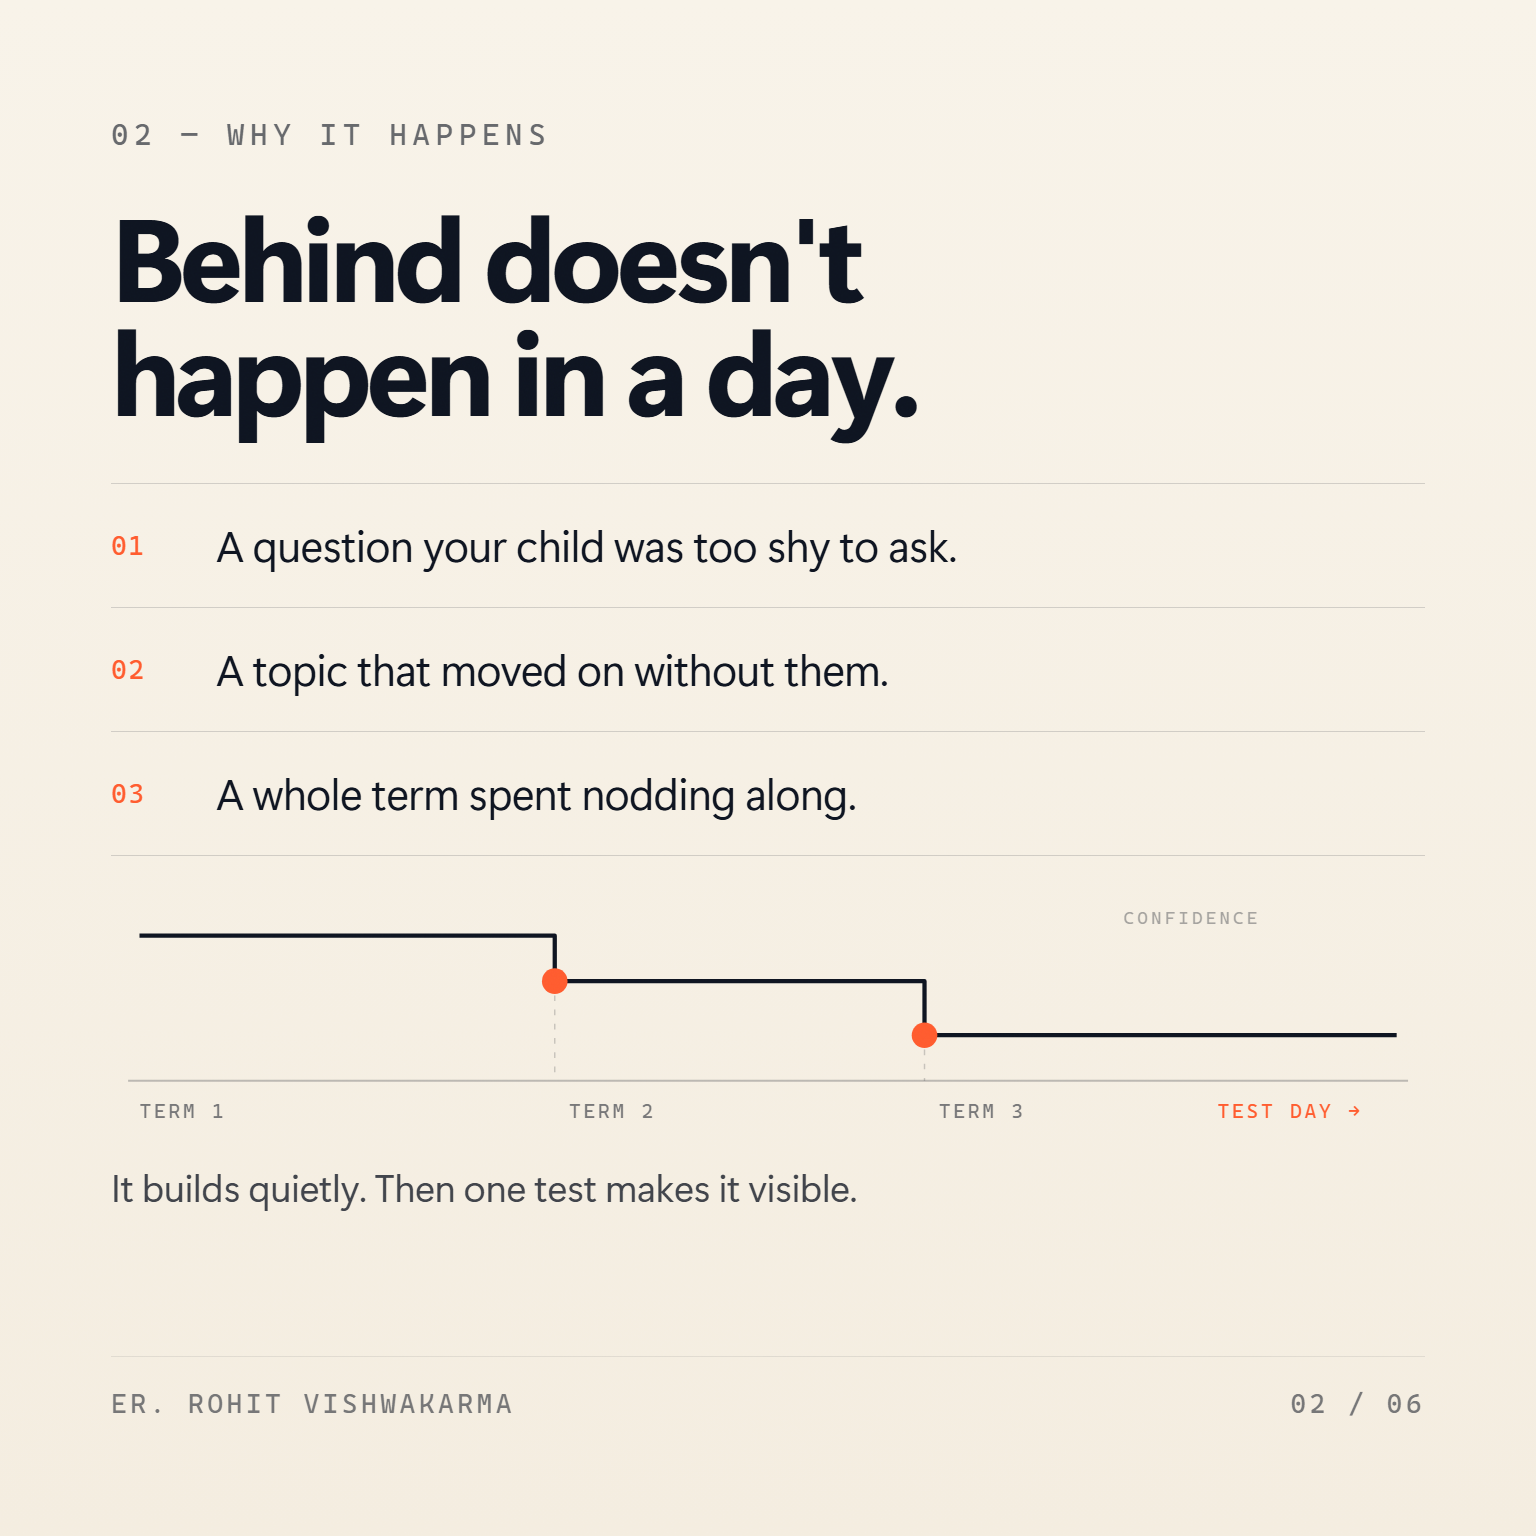 02 — WHY IT HAPPENS
Behind doesn't
happen in a day.
01 A question your child was too shy to ask.
02 A topic that moved on without them.
03 A whole term spent nodding along.
CONFIDENCE
TERM 1 TERM 2 TERM 3 TEST DAY →
It builds quietly. Then one test makes it visible.
ER. ROHIT VISHWAKARMA 02 / 06